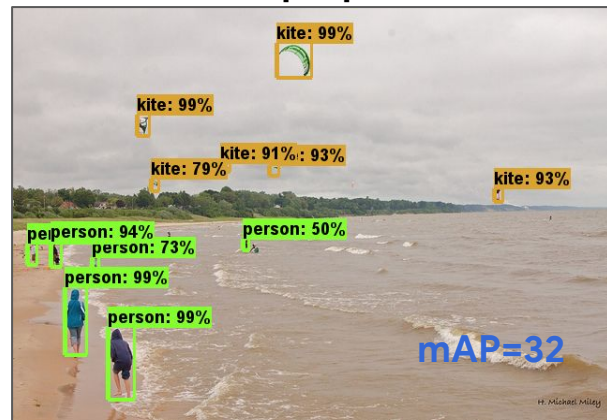 kite: 99%
kite: 99%
kite: 91%
: 93%
kite: 79%
kite: 93%
person: 50%
per
person: 94%
person: 73%
person: 99%
person: 99%
mAP=32
H. Michael Miley